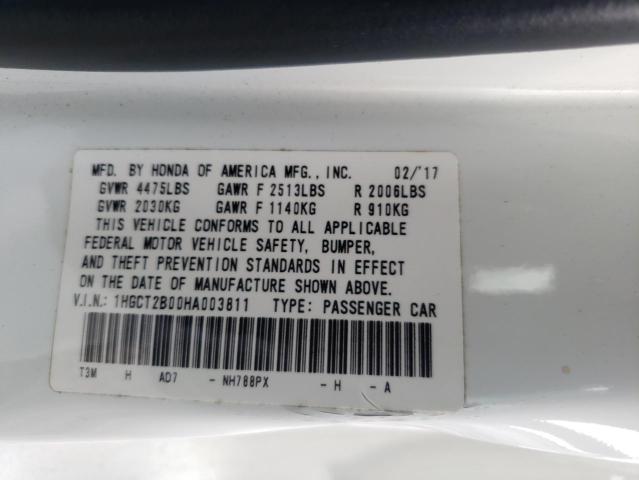 MFD. BY HONDA OF AMERICA MFG., INC. 02/'17
GVWR 4475LBS GAWR F 2513LBS R 2006LBS
GVWR 2030KG GAWR F 1140KG R 910KG
THIS VEHICLE CONFORMS TO ALL APPLICABLE
FEDERAL MOTOR VEHICLE SAFETY, BUMPER,
AND THEFT PREVENTION STANDARDS IN EFFECT
ON THE DATE OF MANUFACTURE SHOWN ABOVE.
V.I.N.: 1HGCT2B00HA003811 TYPE: PASSENGER CAR
T3M H AD7 - NH788PX - H - A